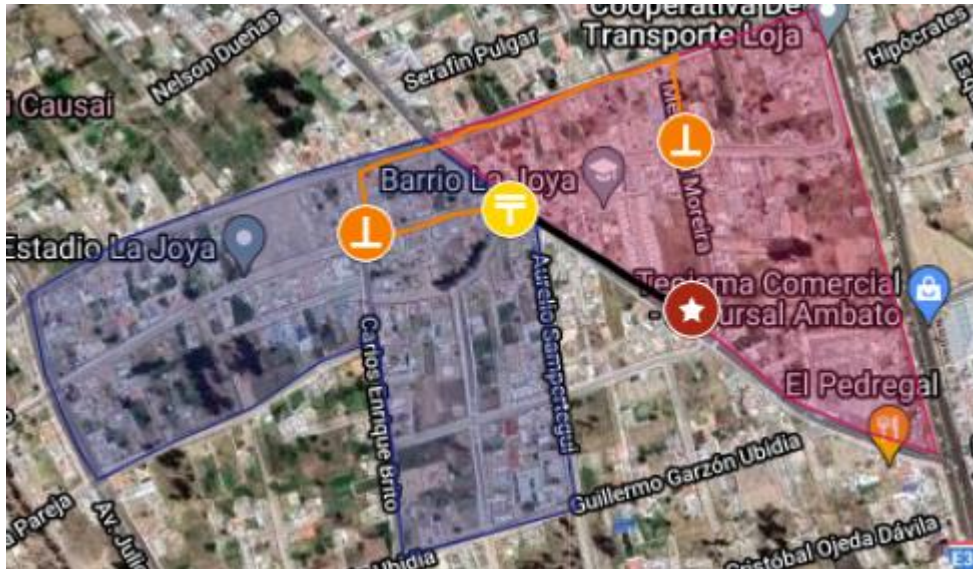 Cooperativa De
Transporte Loja
Hipócrates
Nelson Dueñas
Serafín Pulgar
Causai
Barrio La Joya
Moreira
Estadio La Joya
Comercial
Ambato
Aurelio
Carlos Enrique Brito
El Pedregal
Guillermo Garzón Ubidia
Pareja
Av. Juli
Ubidia
Cristóbal Ojeda Dávila
E3